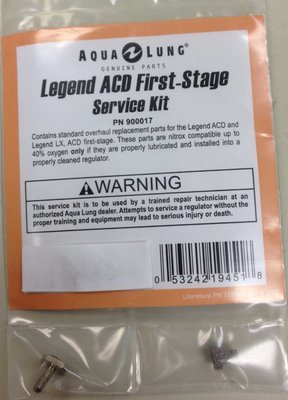 AQUA LUNG®
GENUINE PARTS
Legend ACD First-Stage
Service Kit
PN 900017
Contains standard overhaul replacement parts for the Legend ACD and
Legend LX, ACD first-stage. These parts are nitrox compatible up to
40% oxygen only if they are properly lubricated and installed into a
properly cleaned regulator.
WARNING
This service kit is to be used by a trained repair technician at an
authorized Aqua Lung dealer. Attempts to service a regulator without the
proper training and equipment may lead to serious injury or death.
0 53242 19451 8
Literature PN